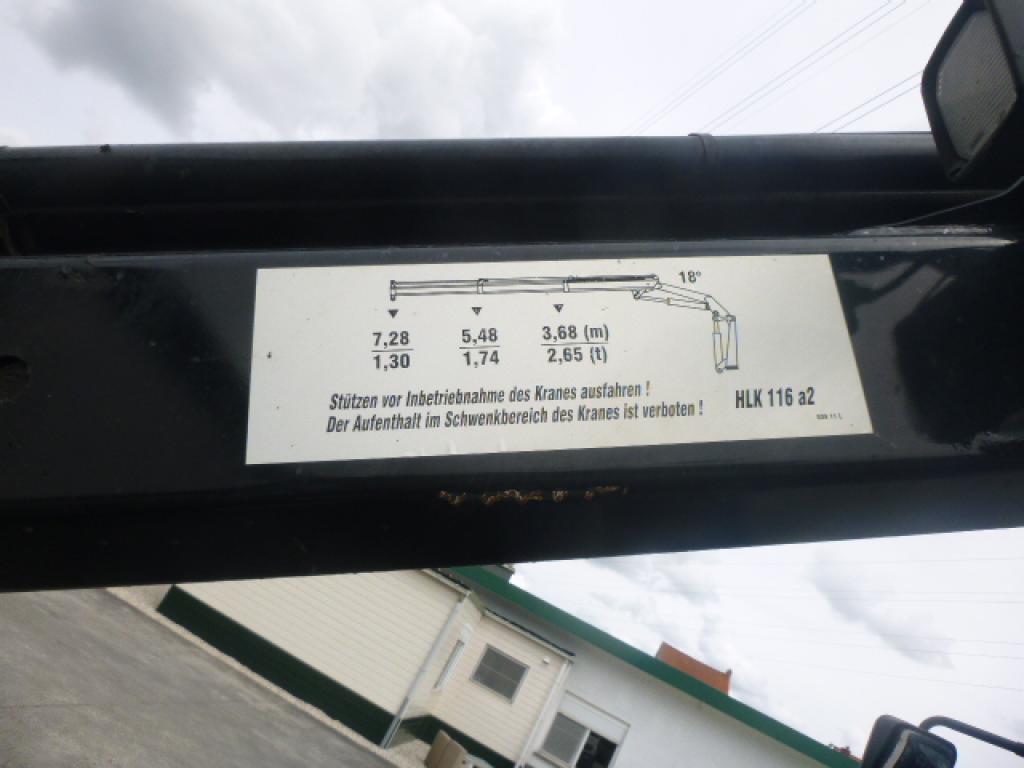 18°
7,28 5,48 3,68 (m)
1,30 1,74 2,65 (t)
Stützen vor Inbetriebnahme des Kranes ausfahren !
Der Aufenthalt im Schwenkbereich des Kranes ist verboten !
HLK 116 a2